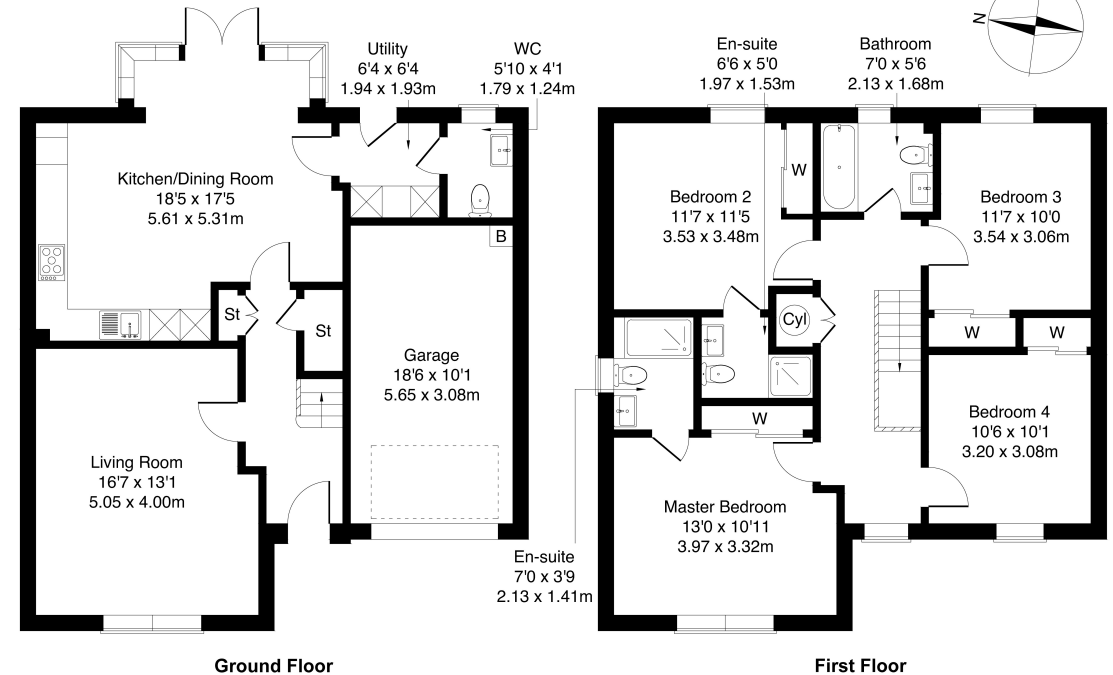 Utility
6'4 x 6'4
1.94 x 1.93m
WC
5'10 x 4'1
1.79 x 1.24m
Kitchen/Dining Room
18'5 x 17'5
5.61 x 5.31m
B
St
St
Garage
18'6 x 10'1
5.65 x 3.08m
Living Room
16'7 x 13'1
5.05 x 4.00m
Ground Floor
N
En-suite
6'6 x 5'0
1.97 x 1.53m
Bathroom
7'0 x 5'6
2.13 x 1.68m
W
Bedroom 2
11'7 x 11'5
3.53 x 3.48m
Bedroom 3
11'7 x 10'0
3.54 x 3.06m
Cyl
W
W
W
Bedroom 4
10'6 x 10'1
3.20 x 3.08m
Master Bedroom
13'0 x 10'11
3.97 x 3.32m
En-suite
7'0 x 3'9
2.13 x 1.41m
First Floor